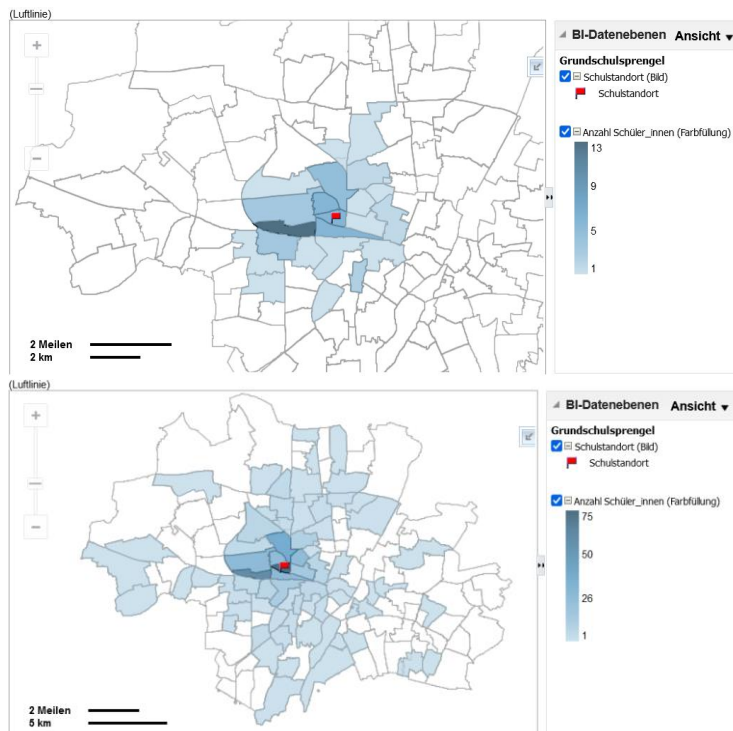 (Luftlinie)
BI-Datenebenen Ansicht
Grundschulsprengel
Schulstandort (Bild)
Schulstandort
Anzahl Schüler_innen (Farbfüllung)
13
9
5
1
2 Meilen
2 km
(Luftlinie)
BI-Datenebenen Ansicht
Grundschulsprengel
Schulstandort (Bild)
Schulstandort
Anzahl Schüler_innen (Farbfüllung)
75
50
26
1
2 Meilen
5 km